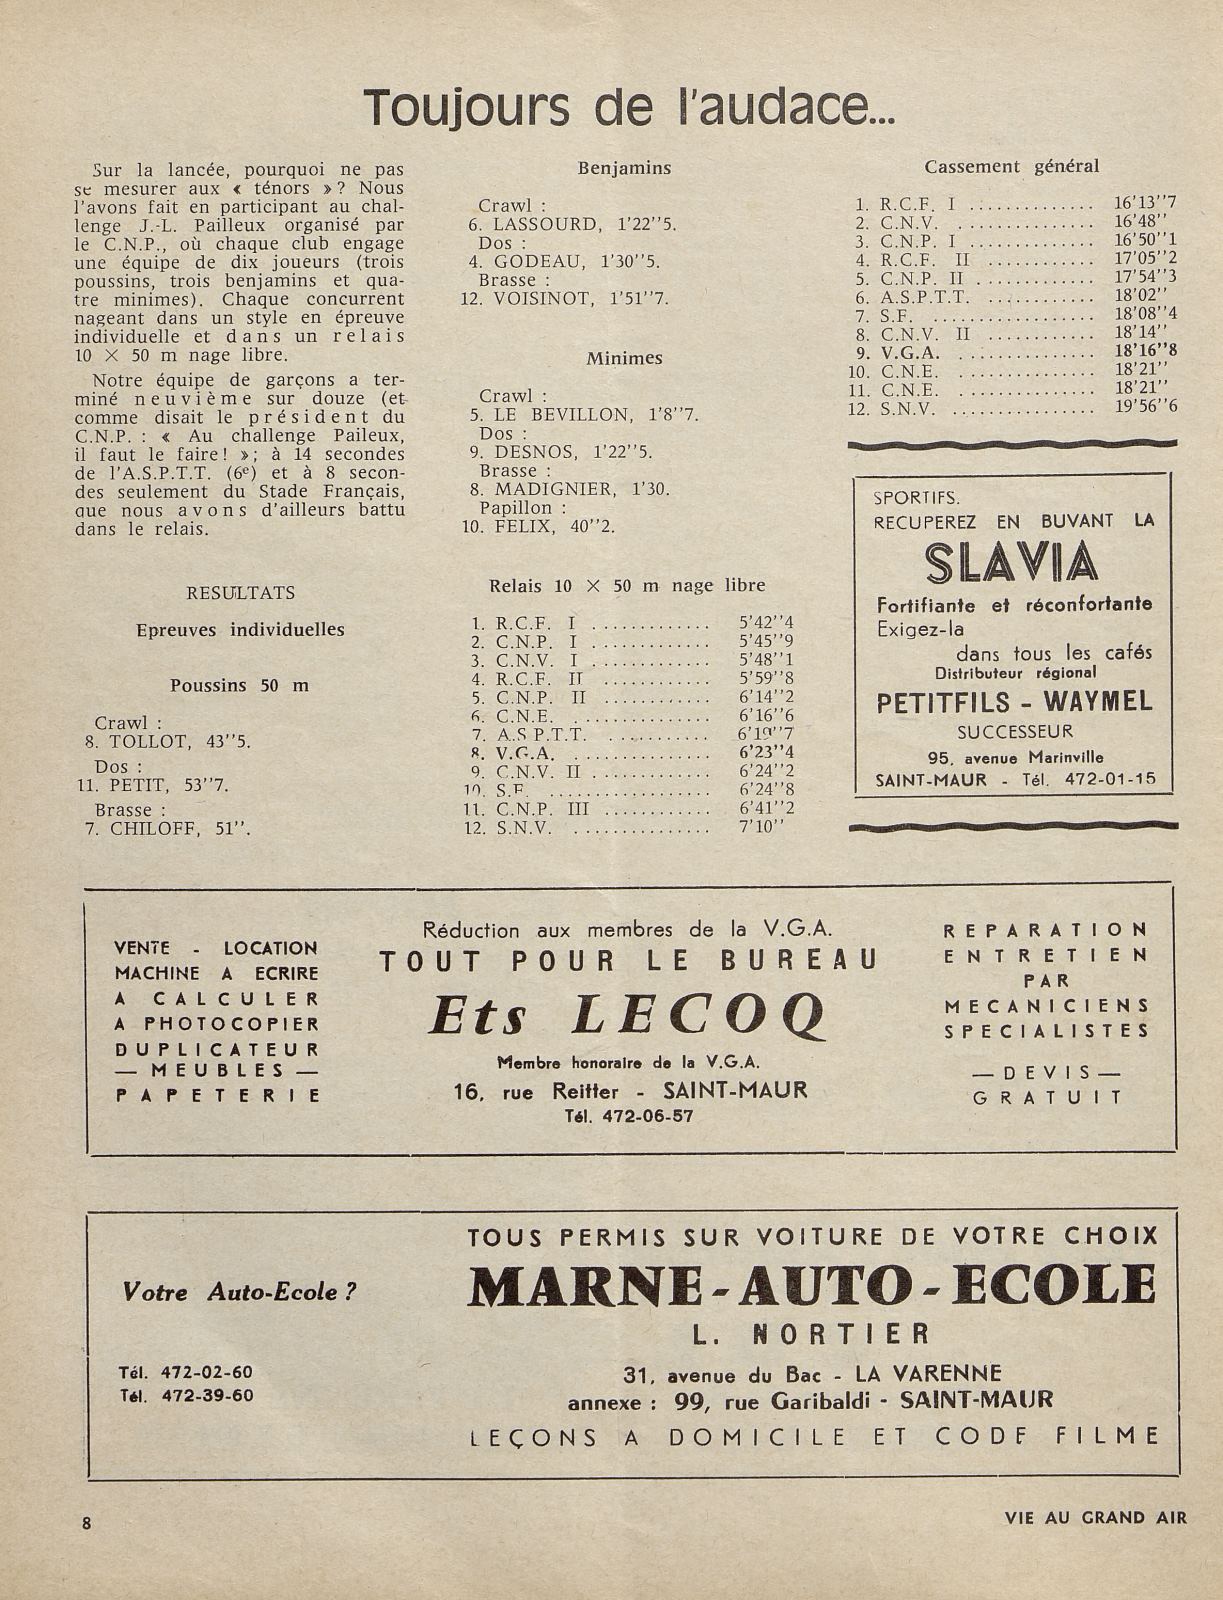 Toujours de l'audace...
Sur la lancée, pourquoi ne pas
se mesurer aux « ténors » ? Nous
l'avons fait en participant au chal-
lenge J.-L. Pailleux organisé par
le C.N.P., où chaque club engage
une équipe de dix joueurs (trois
poussins, trois benjamins et qua-
tre minimes). Chaque concurrent
nageant dans un style en épreuve
individuelle et dans un relais
10 × 50 m nage libre.
Notre équipe de garçons a ter-
miné neuvième sur douze (et
comme disait le président du
C.N.P. : « Au challenge Paileux,
il faut le faire ! »; à 14 secondes
de l'A.S.P.T.T. (6e) et à 8 secon-
des seulement du Stade Français,
que nous avons d'ailleurs battu
dans le relais.
RESULTATS
Epreuves individuelles
Poussins 50 m
Crawl :
8. TOLLOT, 43''5.
Dos :
11. PETIT, 53''7.
Brasse :
7. CHILOFF, 51''.
Benjamins
Crawl :
6. LASSOURD, 1'22''5.
Dos :
4. GODEAU, 1'30''5.
Brasse :
12. VOISINOT, 1'51''7.
Minimes
Crawl :
5. LE BEVILLON, 1'8''7.
Dos :
9. DESNOS, 1'22''5.
Brasse :
8. MADIGNIER, 1'30.
Papillon :
10. FELIX, 40''2.
Relais 10 × 50 m nage libre
1. R.C.F. I ............. 5'42''4
2. C.N.P. I ............. 5'45''9
3. C.N.V. I ............. 5'48''1
4. R.C.F. II ............ 5'59''8
5. C.N.P. II ............ 6'14''2
6. C.N.E. ............... 6'16''6
7. A.S P.T.T. ........... 6'19''7
8. V.G.A. ............... 6'23''4
9. C.N.V. II ............ 6'24''2
10. S.F. .................. 6'24''8
11. C.N.P. III ............ 6'41''2
12. S.N.V. ............... 7'10''
Cassement général
1. R.C.F. I ............. 16'13''7
2. C.N.V. ............... 16'48''
3. C.N.P. I ............. 16'50''1
4. R.C.F. II ............ 17'05''2
5. C.N.P. II ............ 17'54''3
6. A.S.P.T.T. ........... 18'02''
7. S.F. .................. 18'08''4
8. C.N.V. II ............ 18'14''
9. V.G.A. ............... 18'16''8
10. C.N.E. ............... 18'21''
11. C.N.E. ............... 18'21''
12. S.N.V. ............... 19'56''6
SPORTIFS.
RECUPEREZ EN BUVANT LA
SLAVIA
Fortifiante et réconfortante
Exigez-la
dans tous les cafés
Distributeur régional
PETITFILS - WAYMEL
SUCCESSEUR
95, avenue Marinville
SAINT-MAUR - Tél. 472-01-15
VENTE - LOCATION
MACHINE A ECRIRE
A CALCULER
A PHOTOCOPIER
DUPLICATEUR
— MEUBLES —
PAPETERIE
Réduction aux membres de la V.G.A.
TOUT POUR LE BUREAU
Ets LECOQ
Membre honoraire de la V.G.A.
16, rue Reitter - SAINT-MAUR
Tél. 472-06-57
REPARATION
ENTRETIEN
PAR
MECANICIENS
SPECIALISTES
— DEVIS —
GRATUIT
Votre Auto-Ecole ?
Tél. 472-02-60
Tél. 472-39-60
TOUS PERMIS SUR VOITURE DE VOTRE CHOIX
MARNE-AUTO-ECOLE
L. NORTIER
31, avenue du Bac - LA VARENNE
annexe : 99, rue Garibaldi - SAINT-MAUR
LEÇONS A DOMICILE ET CODE FILME
8
VIE AU GRAND AIR